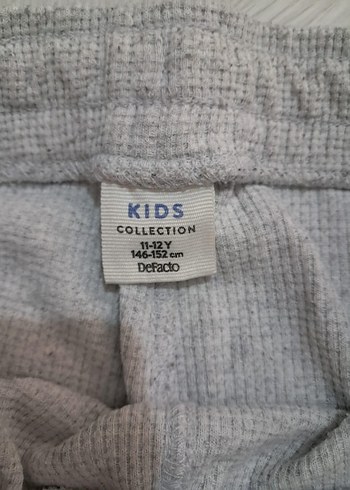 KIDS
COLLECTION
11-12 Y
146-152 cm
DeFacto